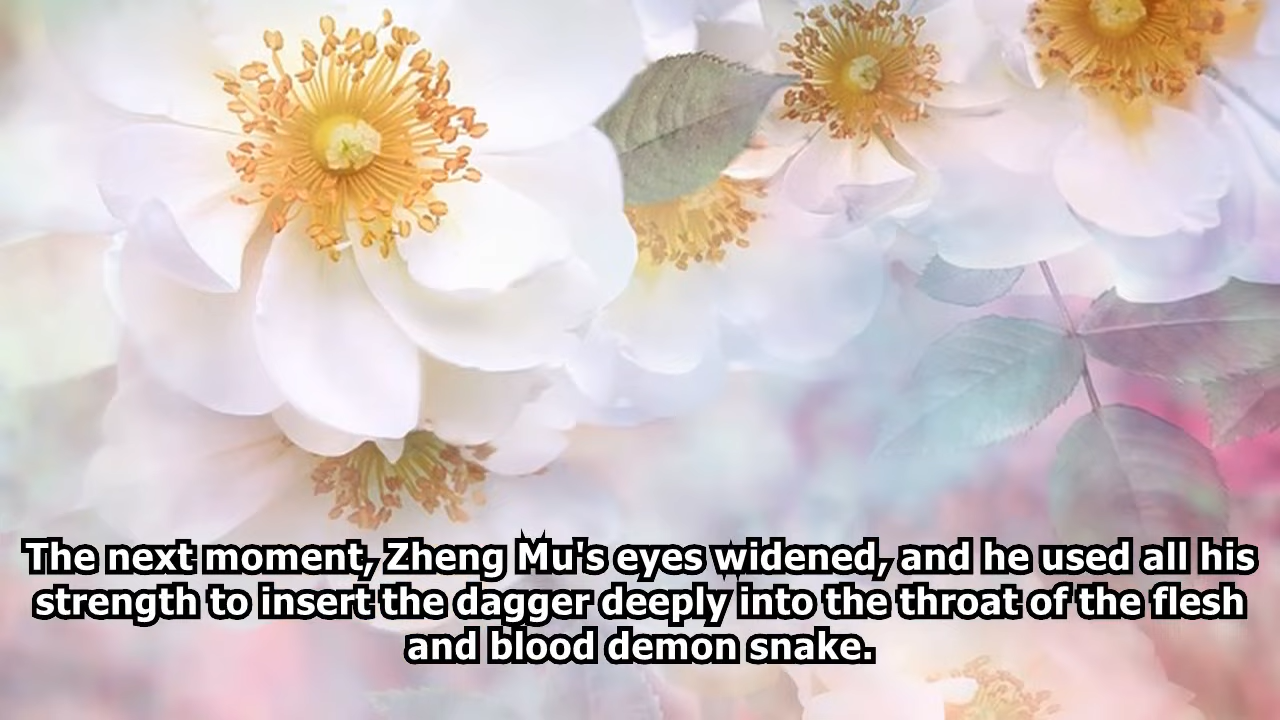 The next moment, Zheng Mu's eyes widened, and he used all his
strength to insert the dagger deeply into the throat of the flesh
and blood demon snake.